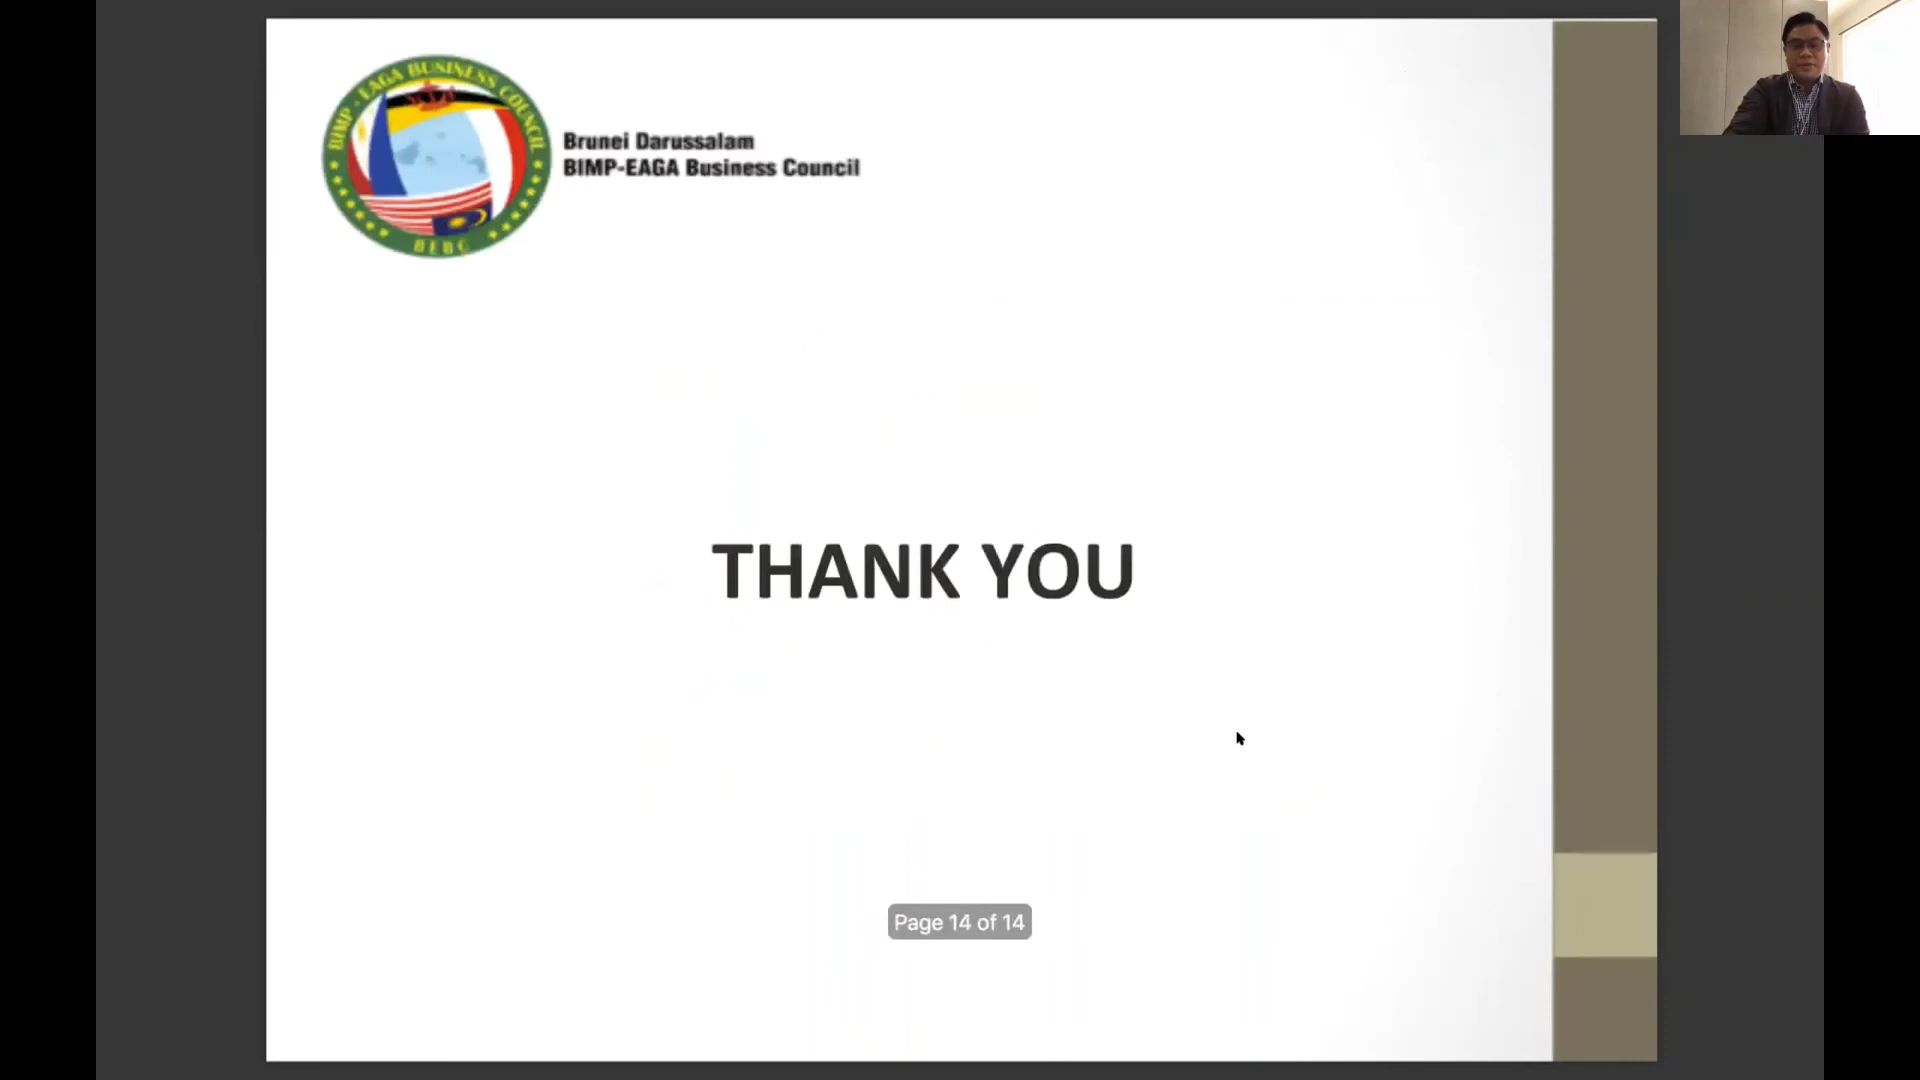 BIMP - EAGA BUSINESS COUNCIL
BEBC
Brunei Darussalam
BIMP-EAGA Business Council
THANK YOU
Page 14 of 14